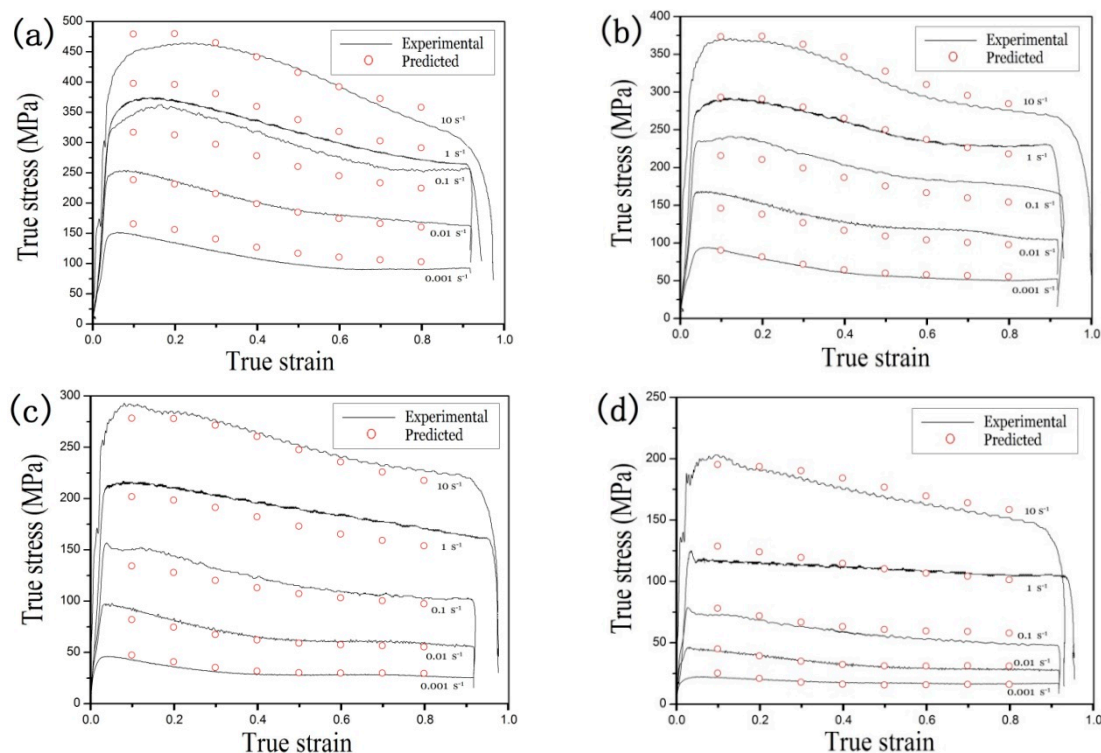 (a)
True stress (MPa)
500
450
400
350
300
250
200
150
100
50
0
Experimental
Predicted
10 s⁻¹
1 s⁻¹
0.1 s⁻¹
0.01 s⁻¹
0.001 s⁻¹
0.0 0.2 0.4 0.6 0.8 1.0
True strain
(b)
True stress (MPa)
400
350
300
250
200
150
100
50
0
Experimental
Predicted
10 s⁻¹
1 s⁻¹
0.1 s⁻¹
0.01 s⁻¹
0.001 s⁻¹
0.0 0.2 0.4 0.6 0.8 1.0
True strain
(c)
True stress (MPa)
300
250
200
150
100
50
0
Experimental
Predicted
10 s⁻¹
1 s⁻¹
0.1 s⁻¹
0.01 s⁻¹
0.001 s⁻¹
0.0 0.2 0.4 0.6 0.8 1.0
True strain
(d)
True stress (MPa)
250
200
150
100
50
0
Experimental
Predicted
10 s⁻¹
1 s⁻¹
0.1 s⁻¹
0.01 s⁻¹
0.001 s⁻¹
0.0 0.2 0.4 0.6 0.8 1.0
True strain